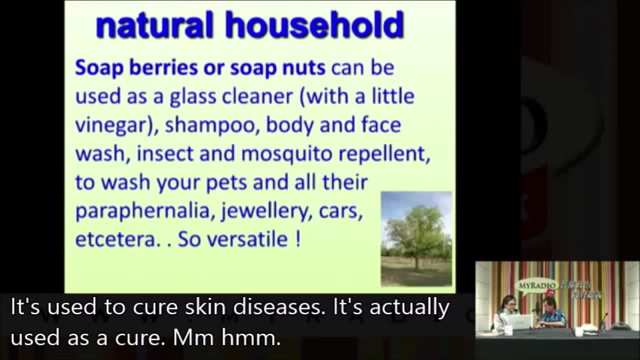 natural household
Soap berries or soap nuts can be
used as a glass cleaner (with a little
vinegar), shampoo, body and face
wash, insect and mosquito repellent,
to wash your pets and all their
paraphernalia, jewellery, cars,
etcetera. . So versatile !
MYRADIO
It's used to cure skin diseases. It's actually
used as a cure. Mm hmm.